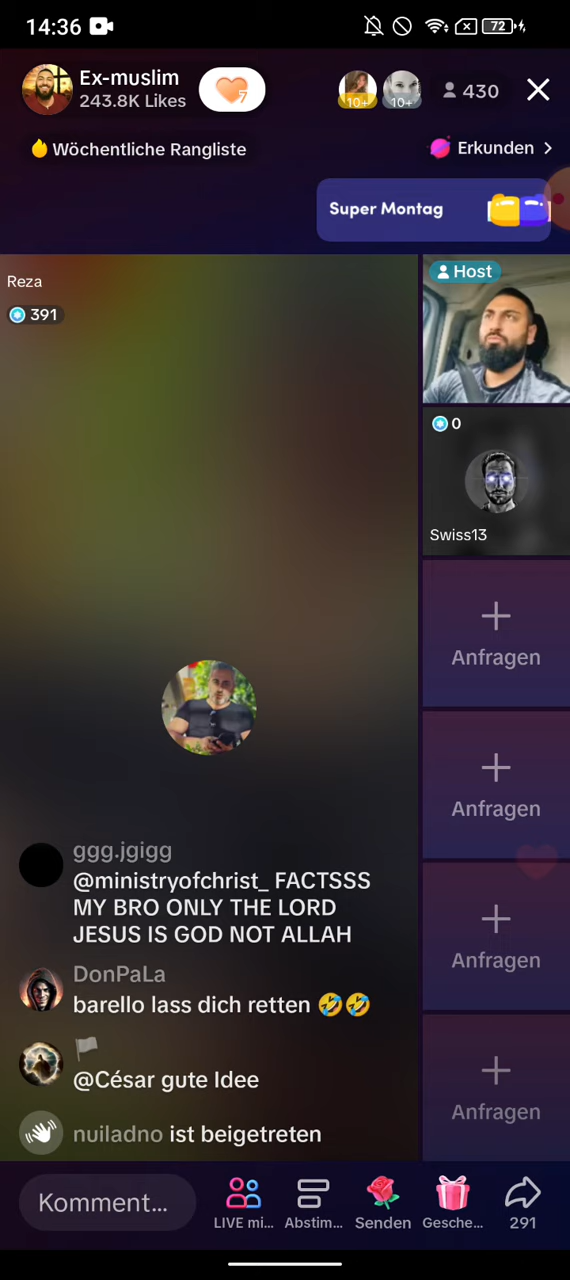 14:36
72
Ex-muslim
243.8K Likes
7
10+
10+
430
Wöchentliche Rangliste
Erkunden
Super Montag
Reza
391
Host
0
Swiss13
Anfragen
Anfragen
Anfragen
Anfragen
ggg.jgigg
@ministryofchrist_ FACTSSS
MY BRO ONLY THE LORD
JESUS IS GOD NOT ALLAH
DonPaLa
barello lass dich retten 🤣🤣
🏳
@César gute Idee
nuiladno ist beigetreten
Komment...
LIVE mi...
Abstim...
Senden
Gesche...
291